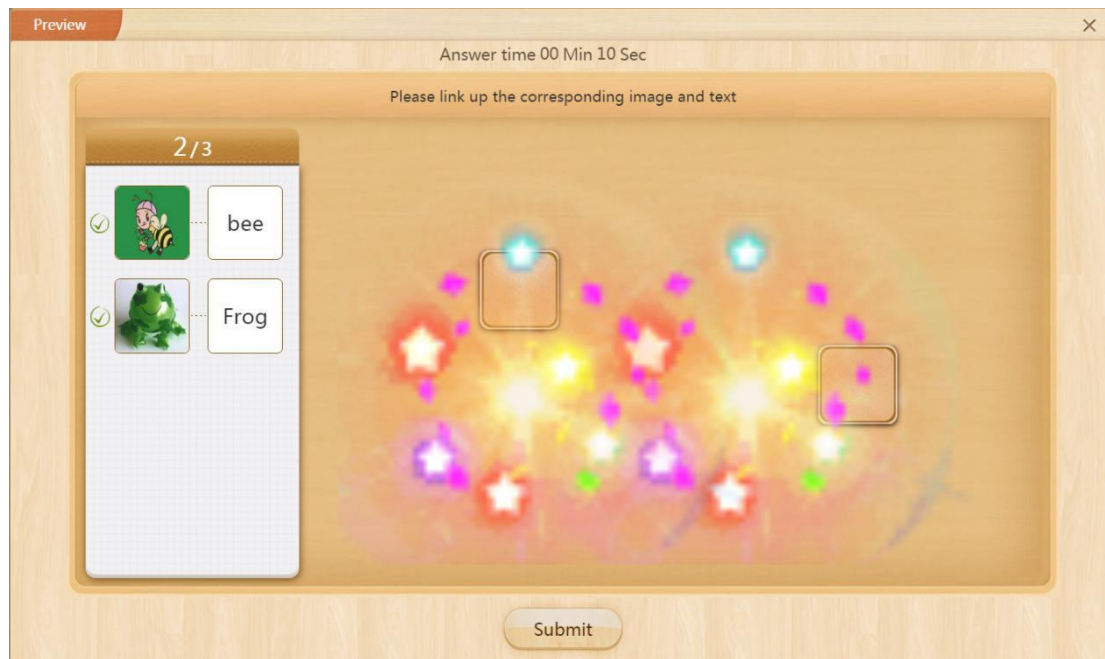 Preview
Answer time 00 Min 10 Sec
Please link up the corresponding image and text
2/3
bee
Frog
Submit